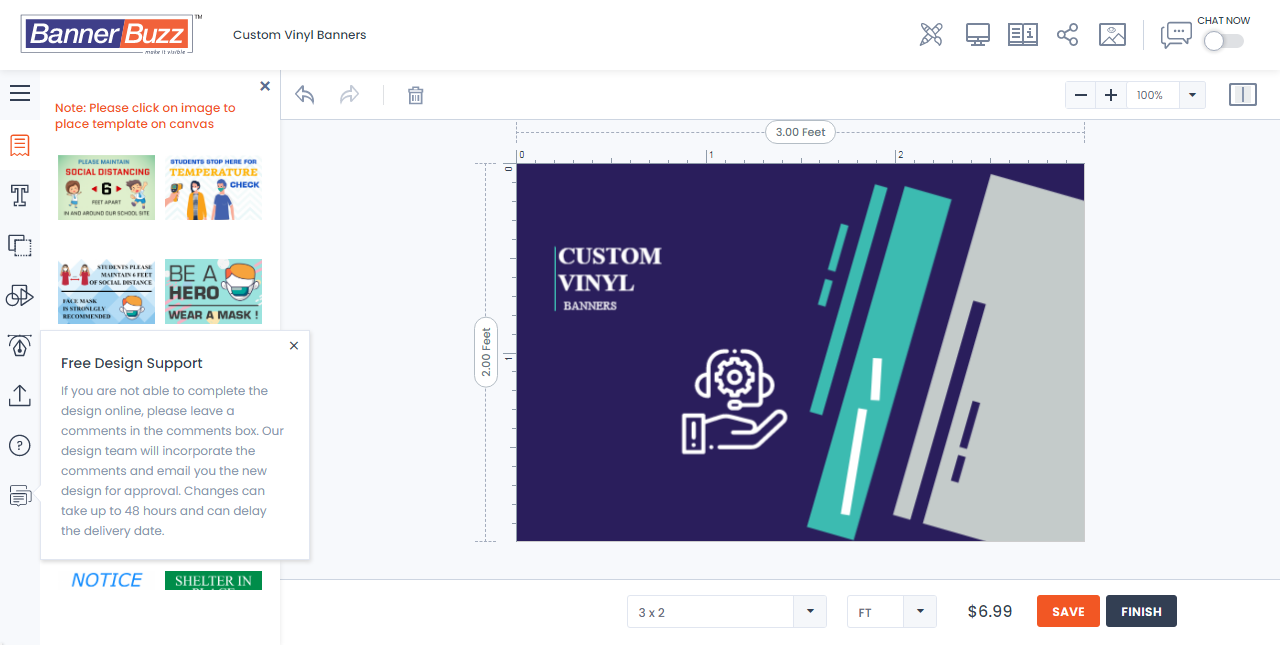 BannerBuzz
TM
make it visible
Custom Vinyl Banners
CHAT NOW
Note: Please click on image to
place template on canvas
PLEASE MAINTAIN
SOCIAL DISTANCING
6
FEET APART
IN AND AROUND OUR SCHOOL SITE
STUDENTS STOP HERE FOR
TEMPERATURE
CHECK
STUDENTS PLEASE
MAINTAIN 6 FEET
OF SOCIAL DISTANCE
FACE MASK
IS STRONGLGY
RECOMMENDED
BE A
HERO
WEAR A MASK !
Free Design Support
If you are not able to complete the
design online, please leave a
comments in the comments box. Our
design team will incorporate the
comments and email you the new
design for approval. Changes can
take up to 48 hours and can delay
the delivery date.
NOTICE
SHELTER IN
PLACE
100%
3.00 Feet
0
1
2
0
1
2.00 Feet
CUSTOM
VINYL
BANNERS
3 x 2
FT
$6.99
SAVE
FINISH